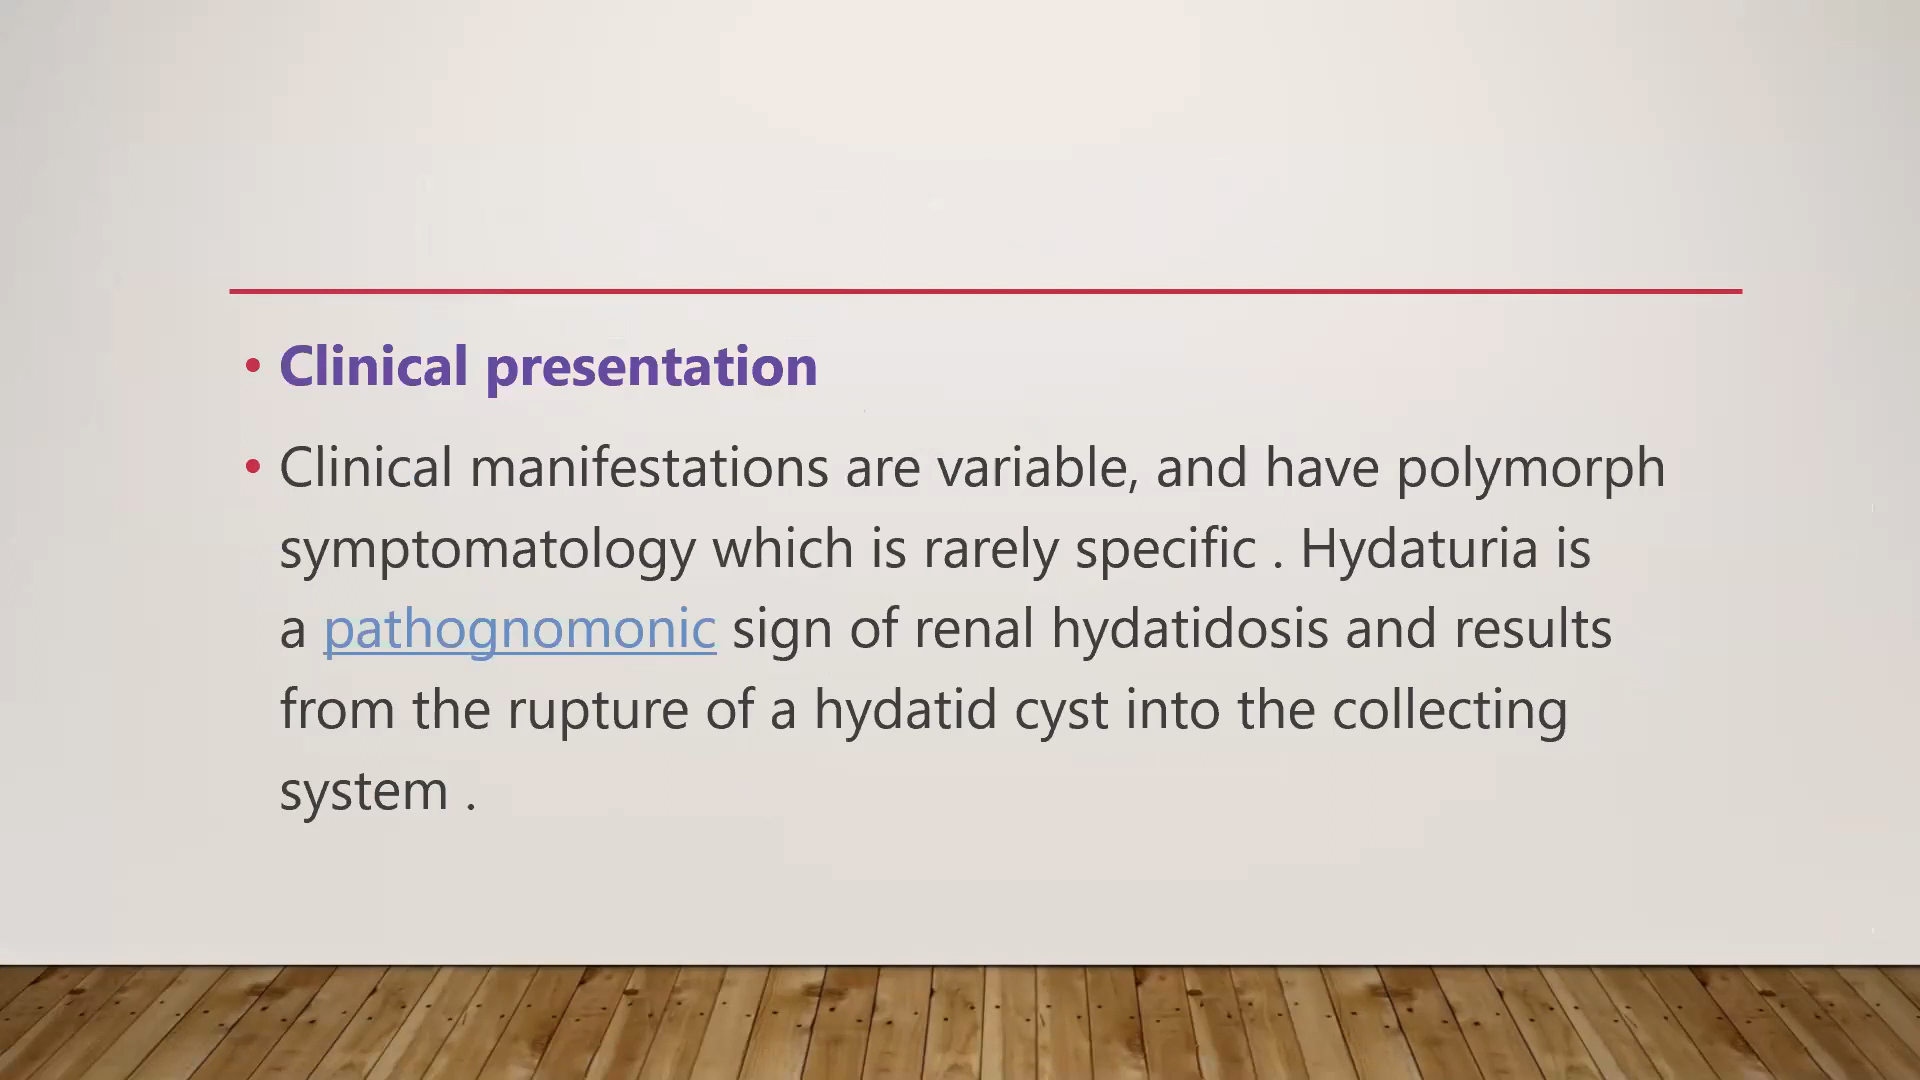 • Clinical presentation
• Clinical manifestations are variable, and have polymorph
symptomatology which is rarely specific . Hydaturia is
a pathognomonic sign of renal hydatidosis and results
from the rupture of a hydatid cyst into the collecting
system .